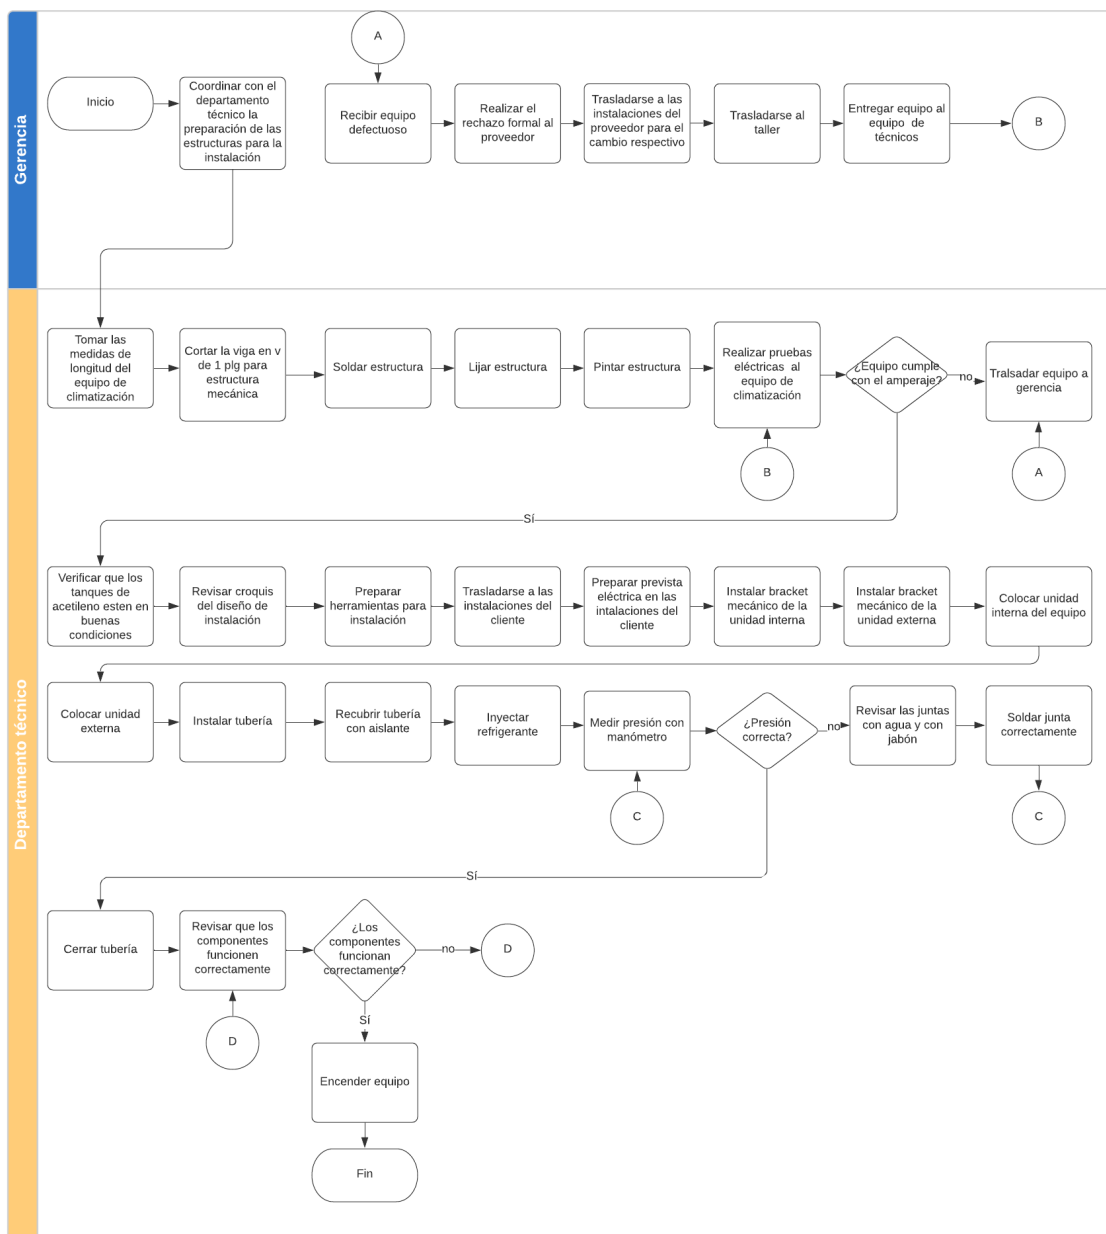 Gerencia
A
Inicio
Coordinar con el
departamento
técnico la
preparación de las
estructuras para la
instalación
Recibir equipo
defectuoso
Realizar el
rechazo formal al
proveedor
Trasladarse a las
instalaciones del
proveedor para el
cambio respectivo
Trasladarse al
taller
Entregar equipo al
equipo de
técnicos
B
Departamento técnico
Tomar las
medidas de
longitud del
equipo de
climatización
Cortar la viga en v
de 1 plg para
estructura
mecánica
Soldar estructura
Lijar estructura
Pintar estructura
Realizar pruebas
eléctricas al
equipo de
climatización
¿Equipo cumple
con el amperaje?
no
Tralsadar equipo a
gerencia
B
A
Sí
Verificar que los
tanques de
acetileno esten en
buenas
condiciones
Revisar croquis
del diseño de
instalación
Preparar
herramientas para
instalación
Trasladarse a las
instalaciones del
cliente
Preparar prevista
eléctrica en las
intalaciones del
cliente
Instalar bracket
mecánico de la
unidad interna
Instalar bracket
mecánico de la
unidad externa
Colocar unidad
interna del equipo
Colocar unidad
externa
Instalar tubería
Recubrir tubería
con aislante
Inyectar
refrigerante
Medir presión con
manómetro
¿Presión
correcta?
no
Revisar las juntas
con agua y con
jabón
Soldar junta
correctamente
C
C
Sí
Cerrar tubería
Revisar que los
componentes
funcionen
correctamente
¿Los
componentes
funcionan
correctamente?
no
D
D
Sí
Encender equipo
Fin